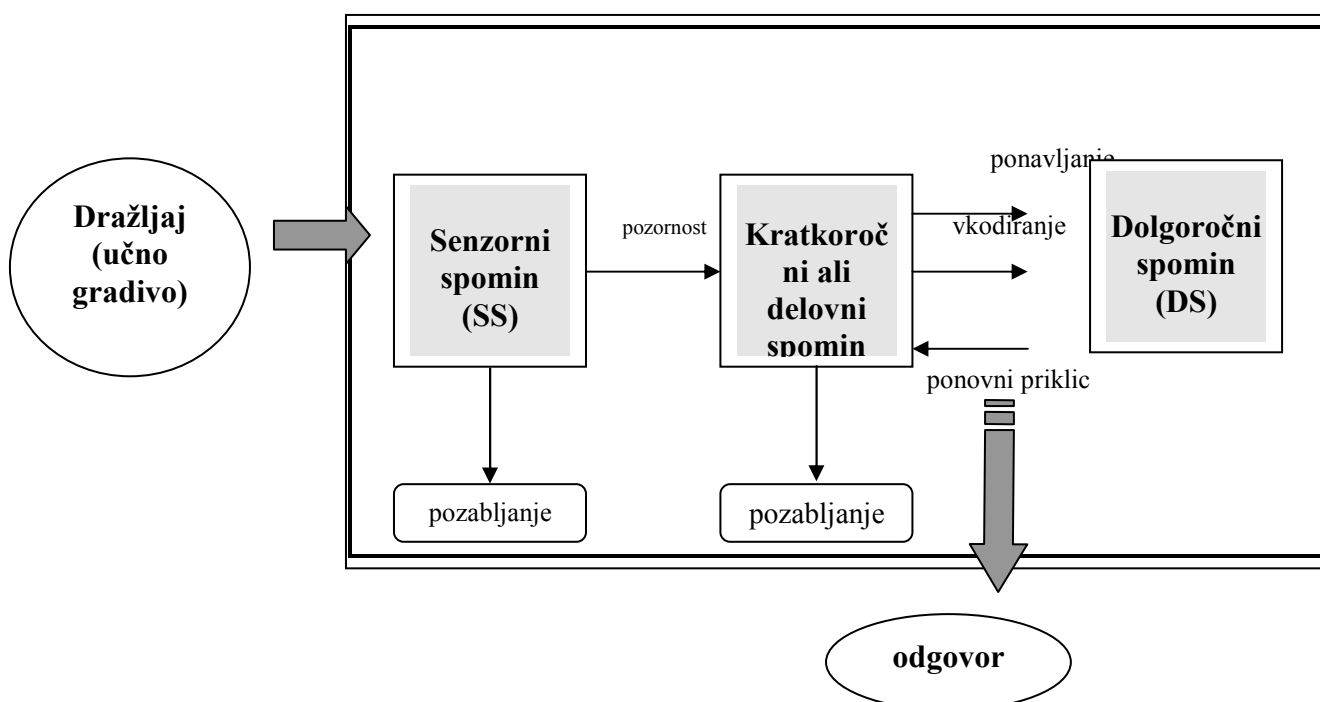 Dražljaj
(učno
gradivo)
Senzorni
spomin
(SS)
pozornost
Kratkoroč
ni ali
delovni
spomin
ponavljanje
vkodiranje
ponovni priklic
Dolgoročni
spomin
(DS)
pozabljanje
pozabljanje
odgovor